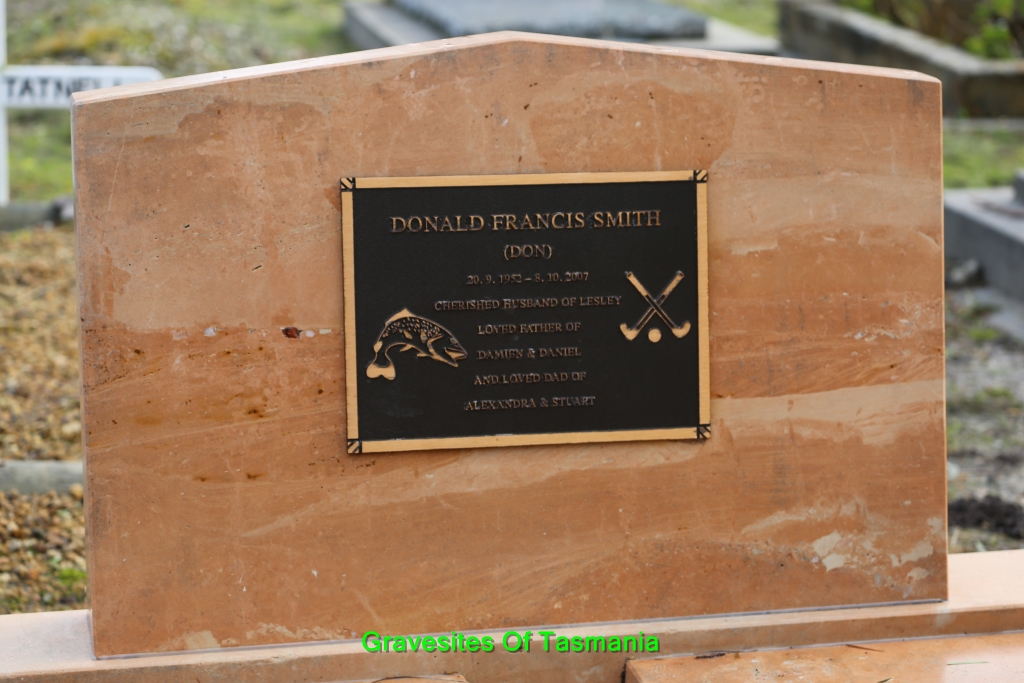 TATNELL
DONALD FRANCIS SMITH
(DON)
20. 9. 1952 – 8. 10. 2007
CHERISHED HUSBAND OF LESLEY
LOVED FATHER OF
DAMIEN & DANIEL
AND LOVED DAD OF
ALEXANDRA & STUART
Gravesites Of Tasmania